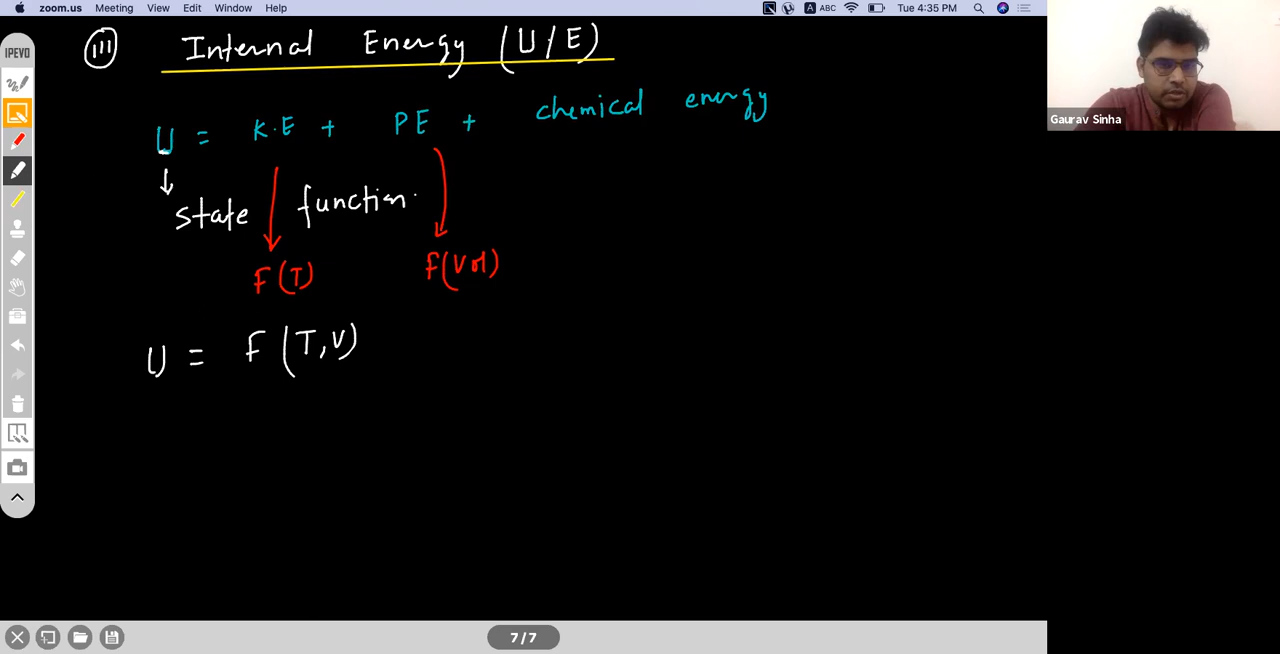 zoom.us Meeting View Edit Window Help
A ABC Tue 4:35 PM
IPEVO
(III) Internal Energy (U/E)
U = K.E + PE + chemical energy
Gaurav Sinha
state function.
F(T) F(Vol)
U = F(T,V)
7/7